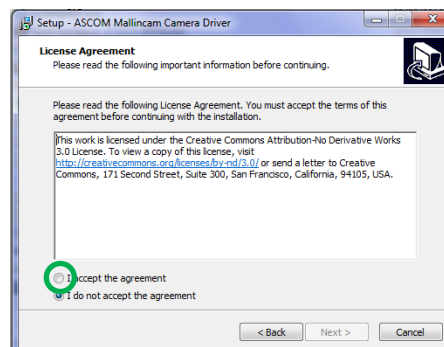 Setup - ASCOM Mallincam Camera Driver
License Agreement
Please read the following important information before continuing.
Please read the following License Agreement. You must accept the terms of this
agreement before continuing with the installation.
This work is licensed under the Creative Commons Attribution-No Derivative Works
3.0 License. To view a copy of this license, visit
http://creativecommons.org/licenses/by-nd/3.0/ or send a letter to Creative
Commons, 171 Second Street, Suite 300, San Francisco, California, 94105, USA.
I accept the agreement
I do not accept the agreement
< Back Next > Cancel